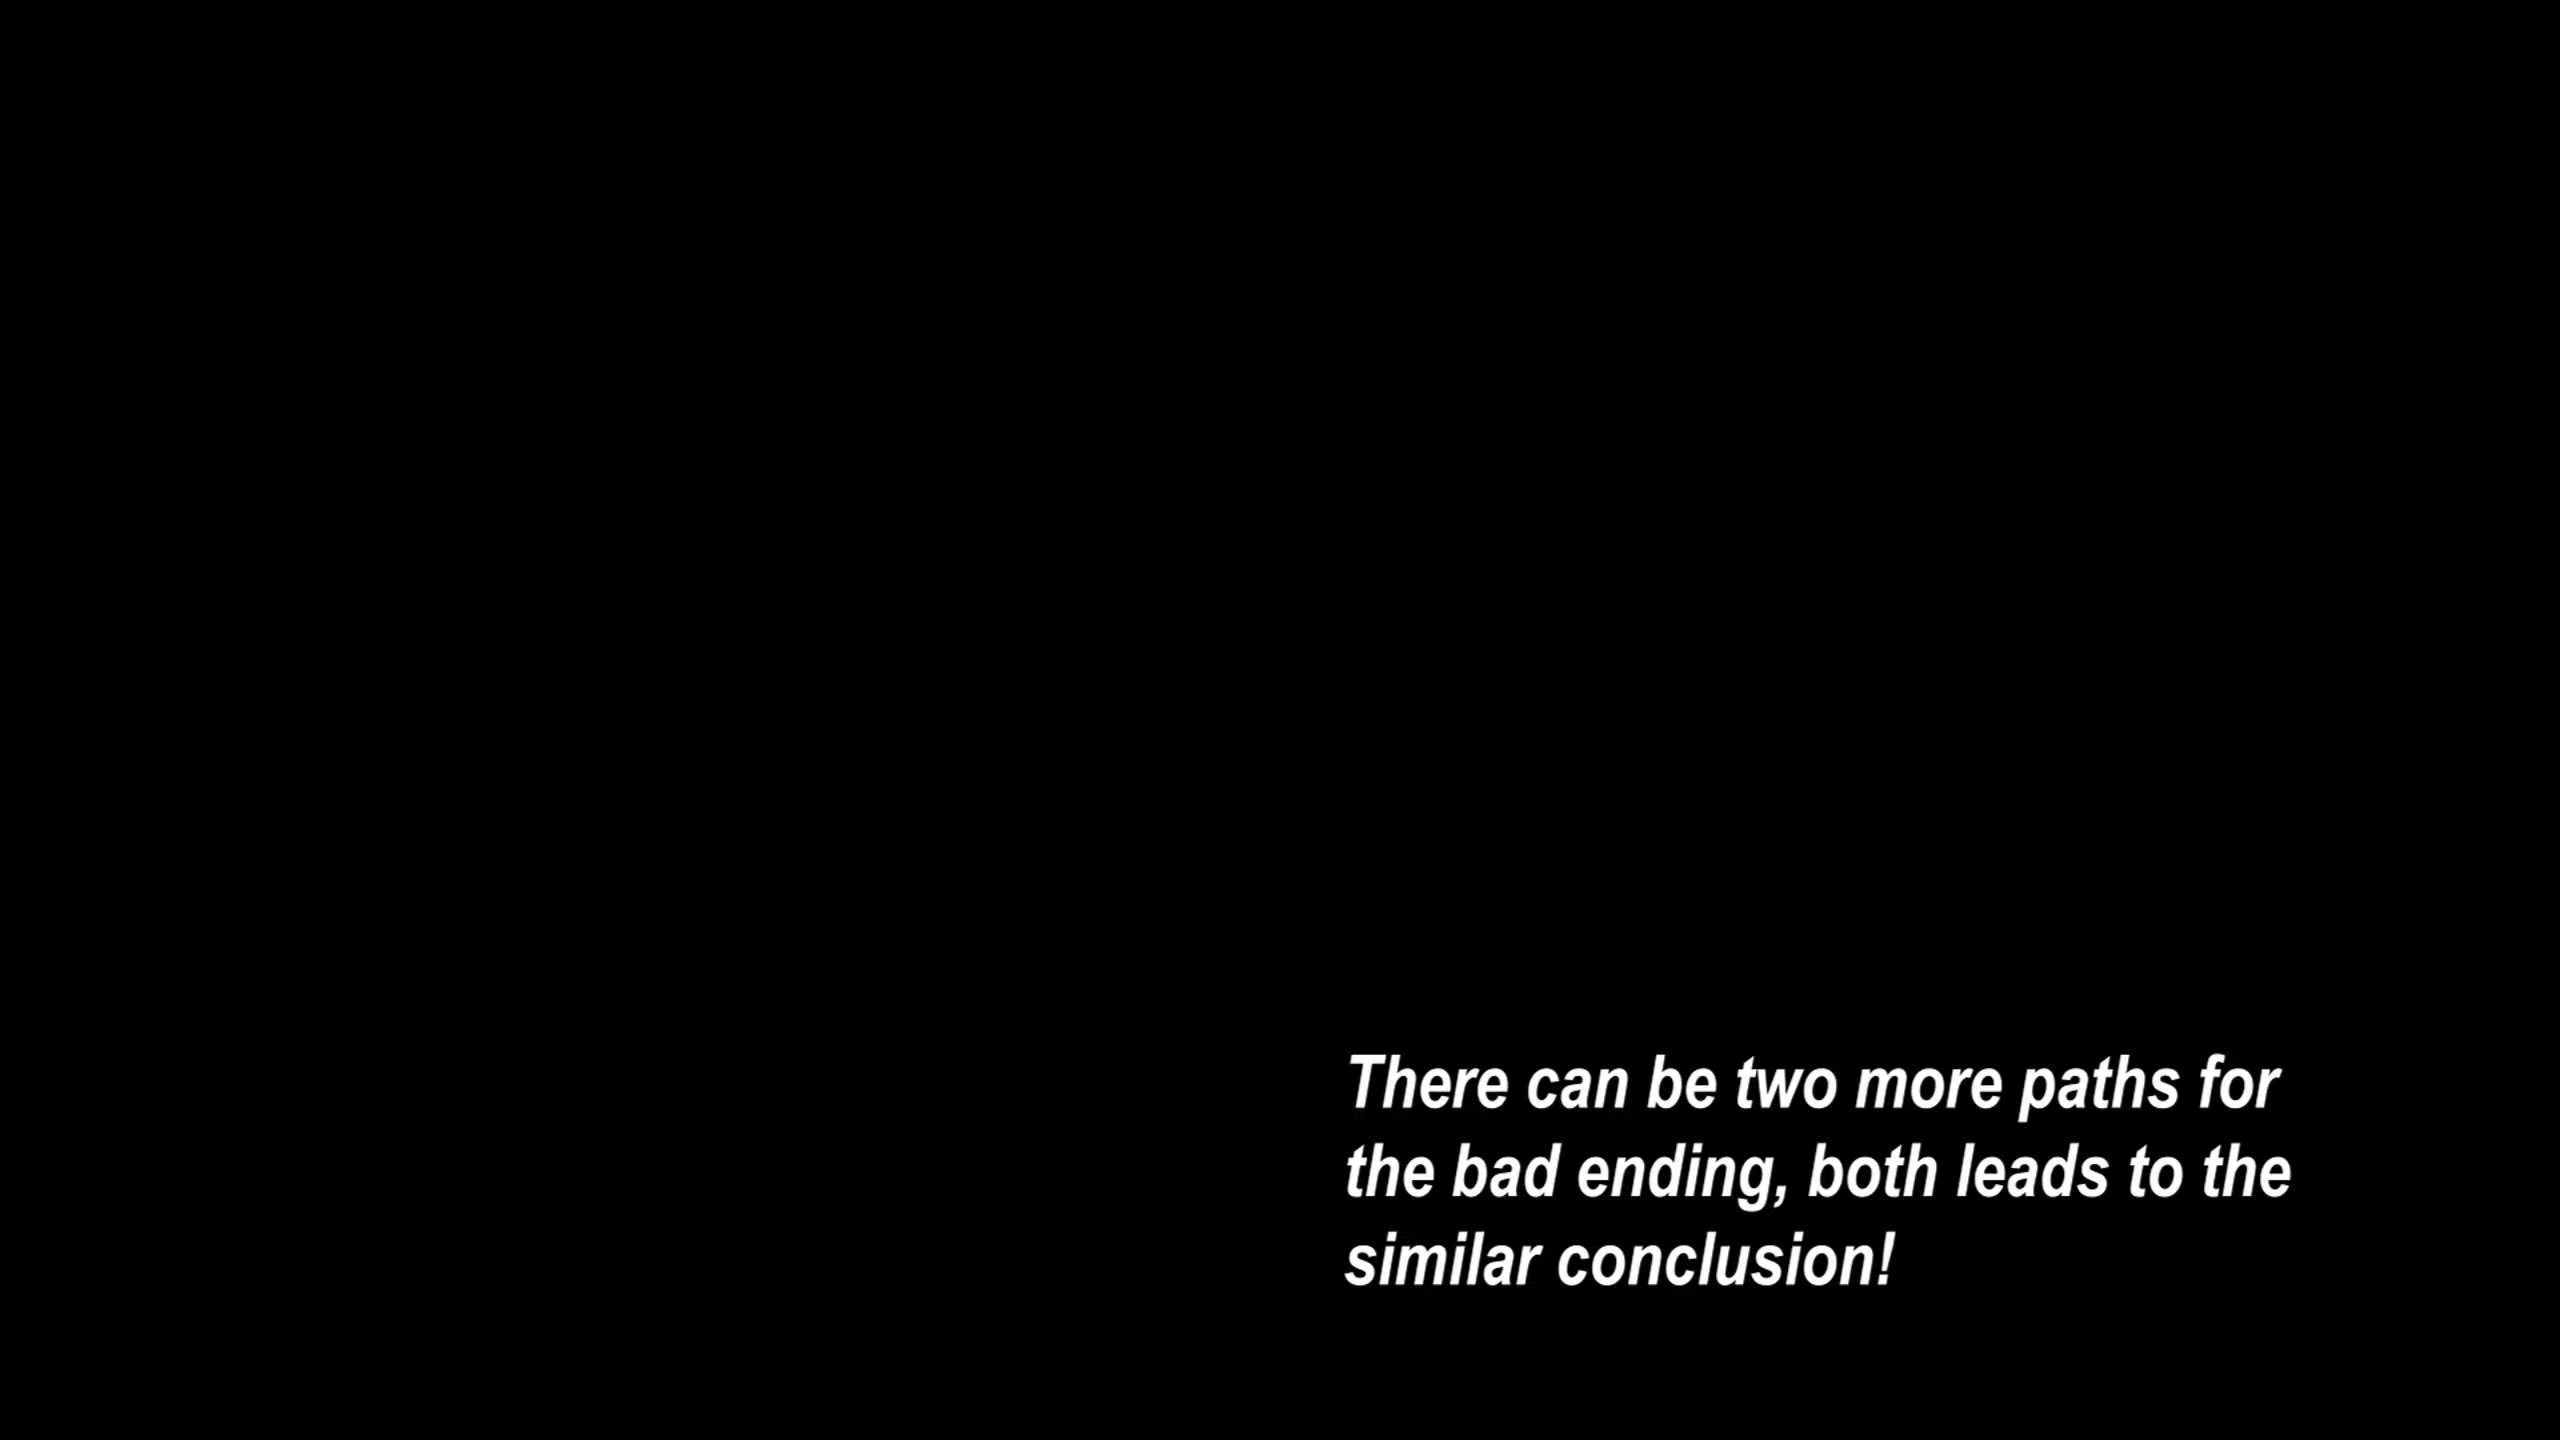 There can be two more paths for
the bad ending, both leads to the
similar conclusion!